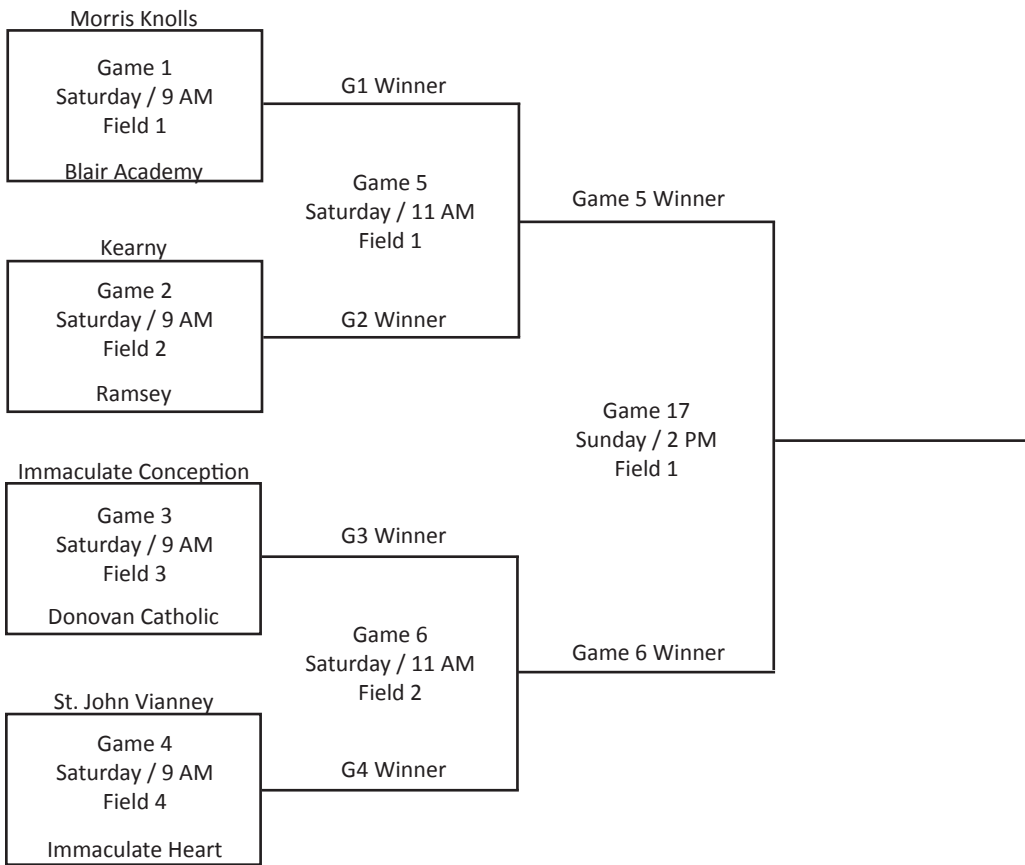 Morris Knolls
Game 1
Saturday / 9 AM
Field 1
Blair Academy
G1 Winner
Game 5
Saturday / 11 AM
Field 1
Game 5 Winner
Kearny
Game 2
Saturday / 9 AM
Field 2
Ramsey
G2 Winner
Game 17
Sunday / 2 PM
Field 1
Immaculate Conception
Game 3
Saturday / 9 AM
Field 3
Donovan Catholic
G3 Winner
Game 6
Saturday / 11 AM
Field 2
Game 6 Winner
St. John Vianney
Game 4
Saturday / 9 AM
Field 4
Immaculate Heart
G4 Winner